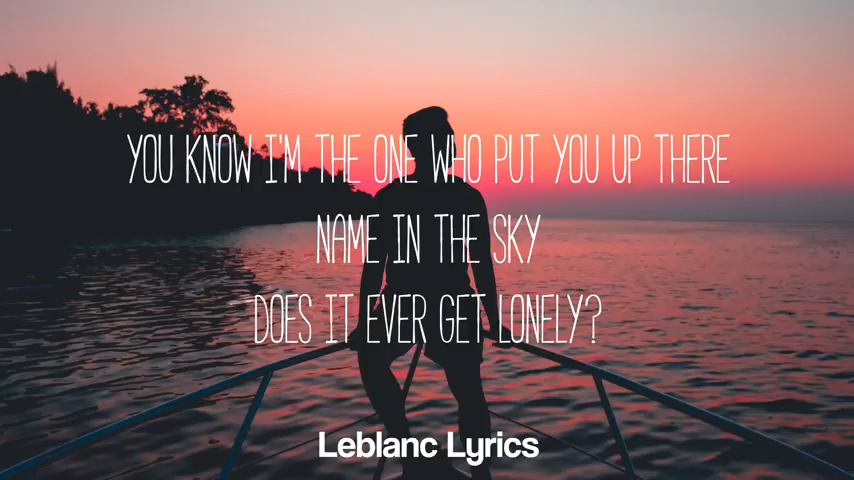 YOU KNOW I'M THE ONE WHO PUT YOU UP THERE
NAME IN THE SKY
DOES IT EVER GET LONELY?
Leblanc Lyrics